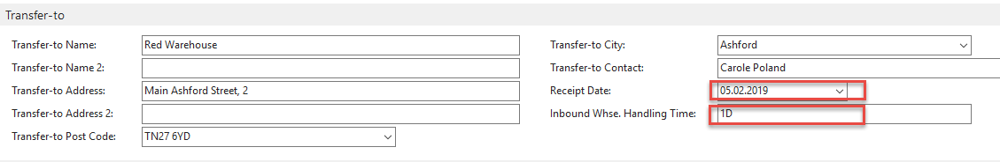 Transfer-to
Transfer-to Name: Red Warehouse
Transfer-to Name 2:
Transfer-to Address: Main Ashford Street, 2
Transfer-to Address 2:
Transfer-to Post Code: TN27 6YD
Transfer-to City: Ashford
Transfer-to Contact: Carole Poland
Receipt Date: 05.02.2019
Inbound Whse. Handling Time: 1D